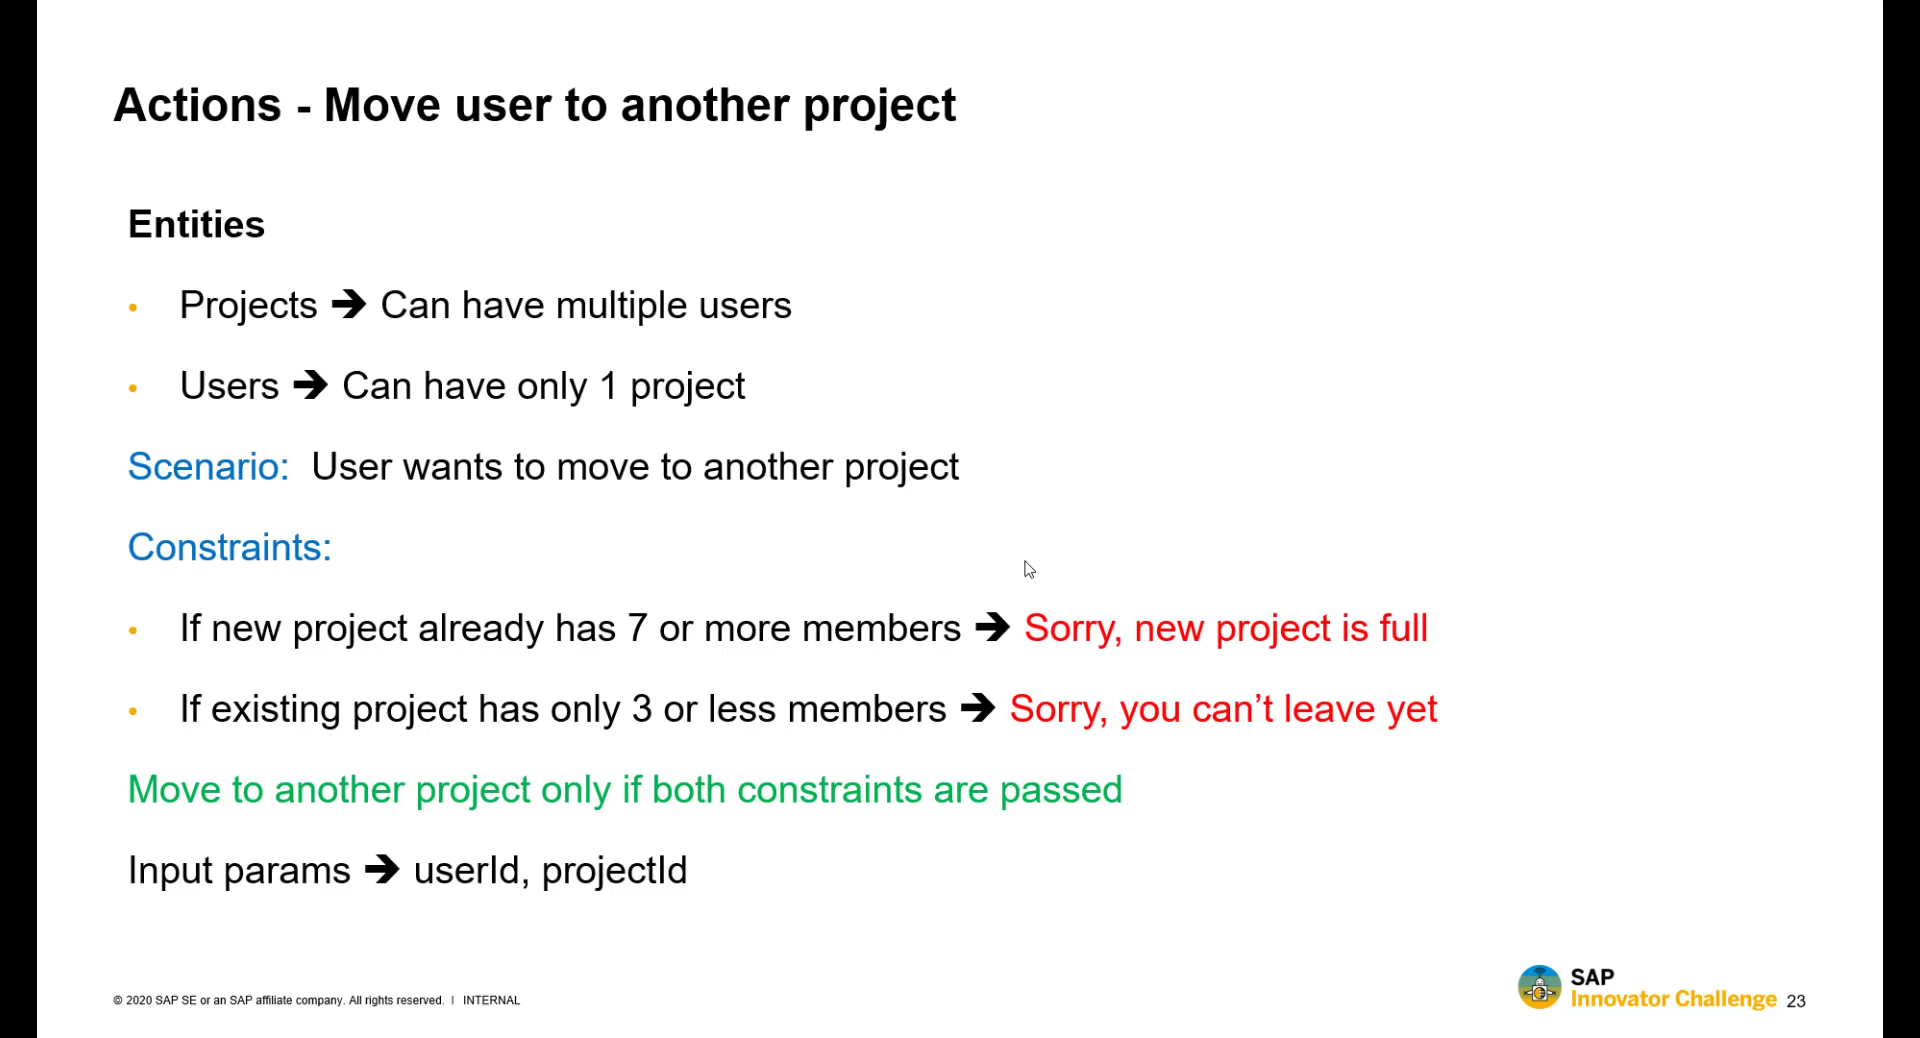 Actions - Move user to another project
Entities
• Projects ➔ Can have multiple users
• Users ➔ Can have only 1 project
Scenario: User wants to move to another project
Constraints:
• If new project already has 7 or more members ➔ Sorry, new project is full
• If existing project has only 3 or less members ➔ Sorry, you can’t leave yet
Move to another project only if both constraints are passed
Input params ➔ userId, projectId
© 2020 SAP SE or an SAP affiliate company. All rights reserved. I INTERNAL
SAP
Innovator Challenge 23